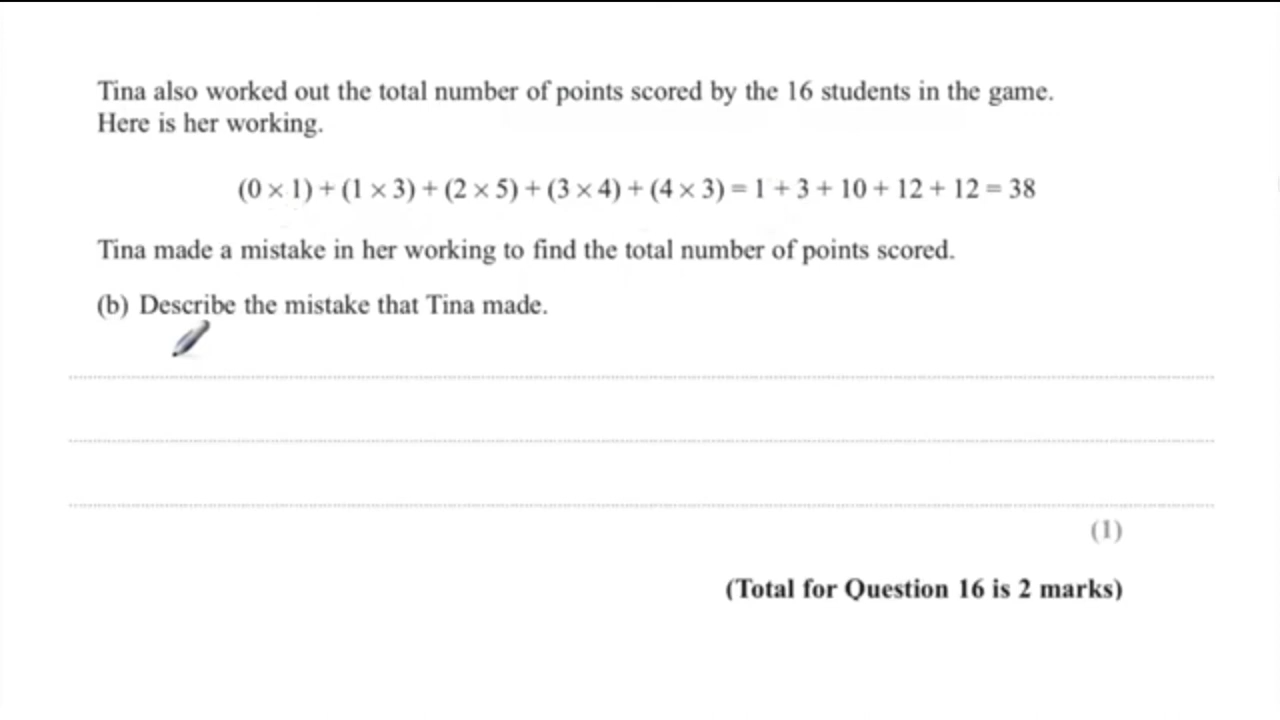 Tina also worked out the total number of points scored by the 16 students in the game.
Here is her working.
(0 × 1) + (1 × 3) + (2 × 5) + (3 × 4) + (4 × 3) = 1 + 3 + 10 + 12 + 12 = 38
Tina made a mistake in her working to find the total number of points scored.
(b) Describe the mistake that Tina made.
(1)
(Total for Question 16 is 2 marks)